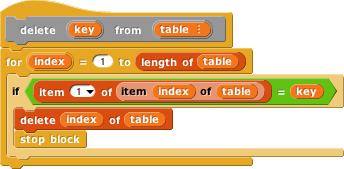 delete key from table ⋮
for index = 1 to length of table
if item 1 of item index of table = key
delete index of table
stop block